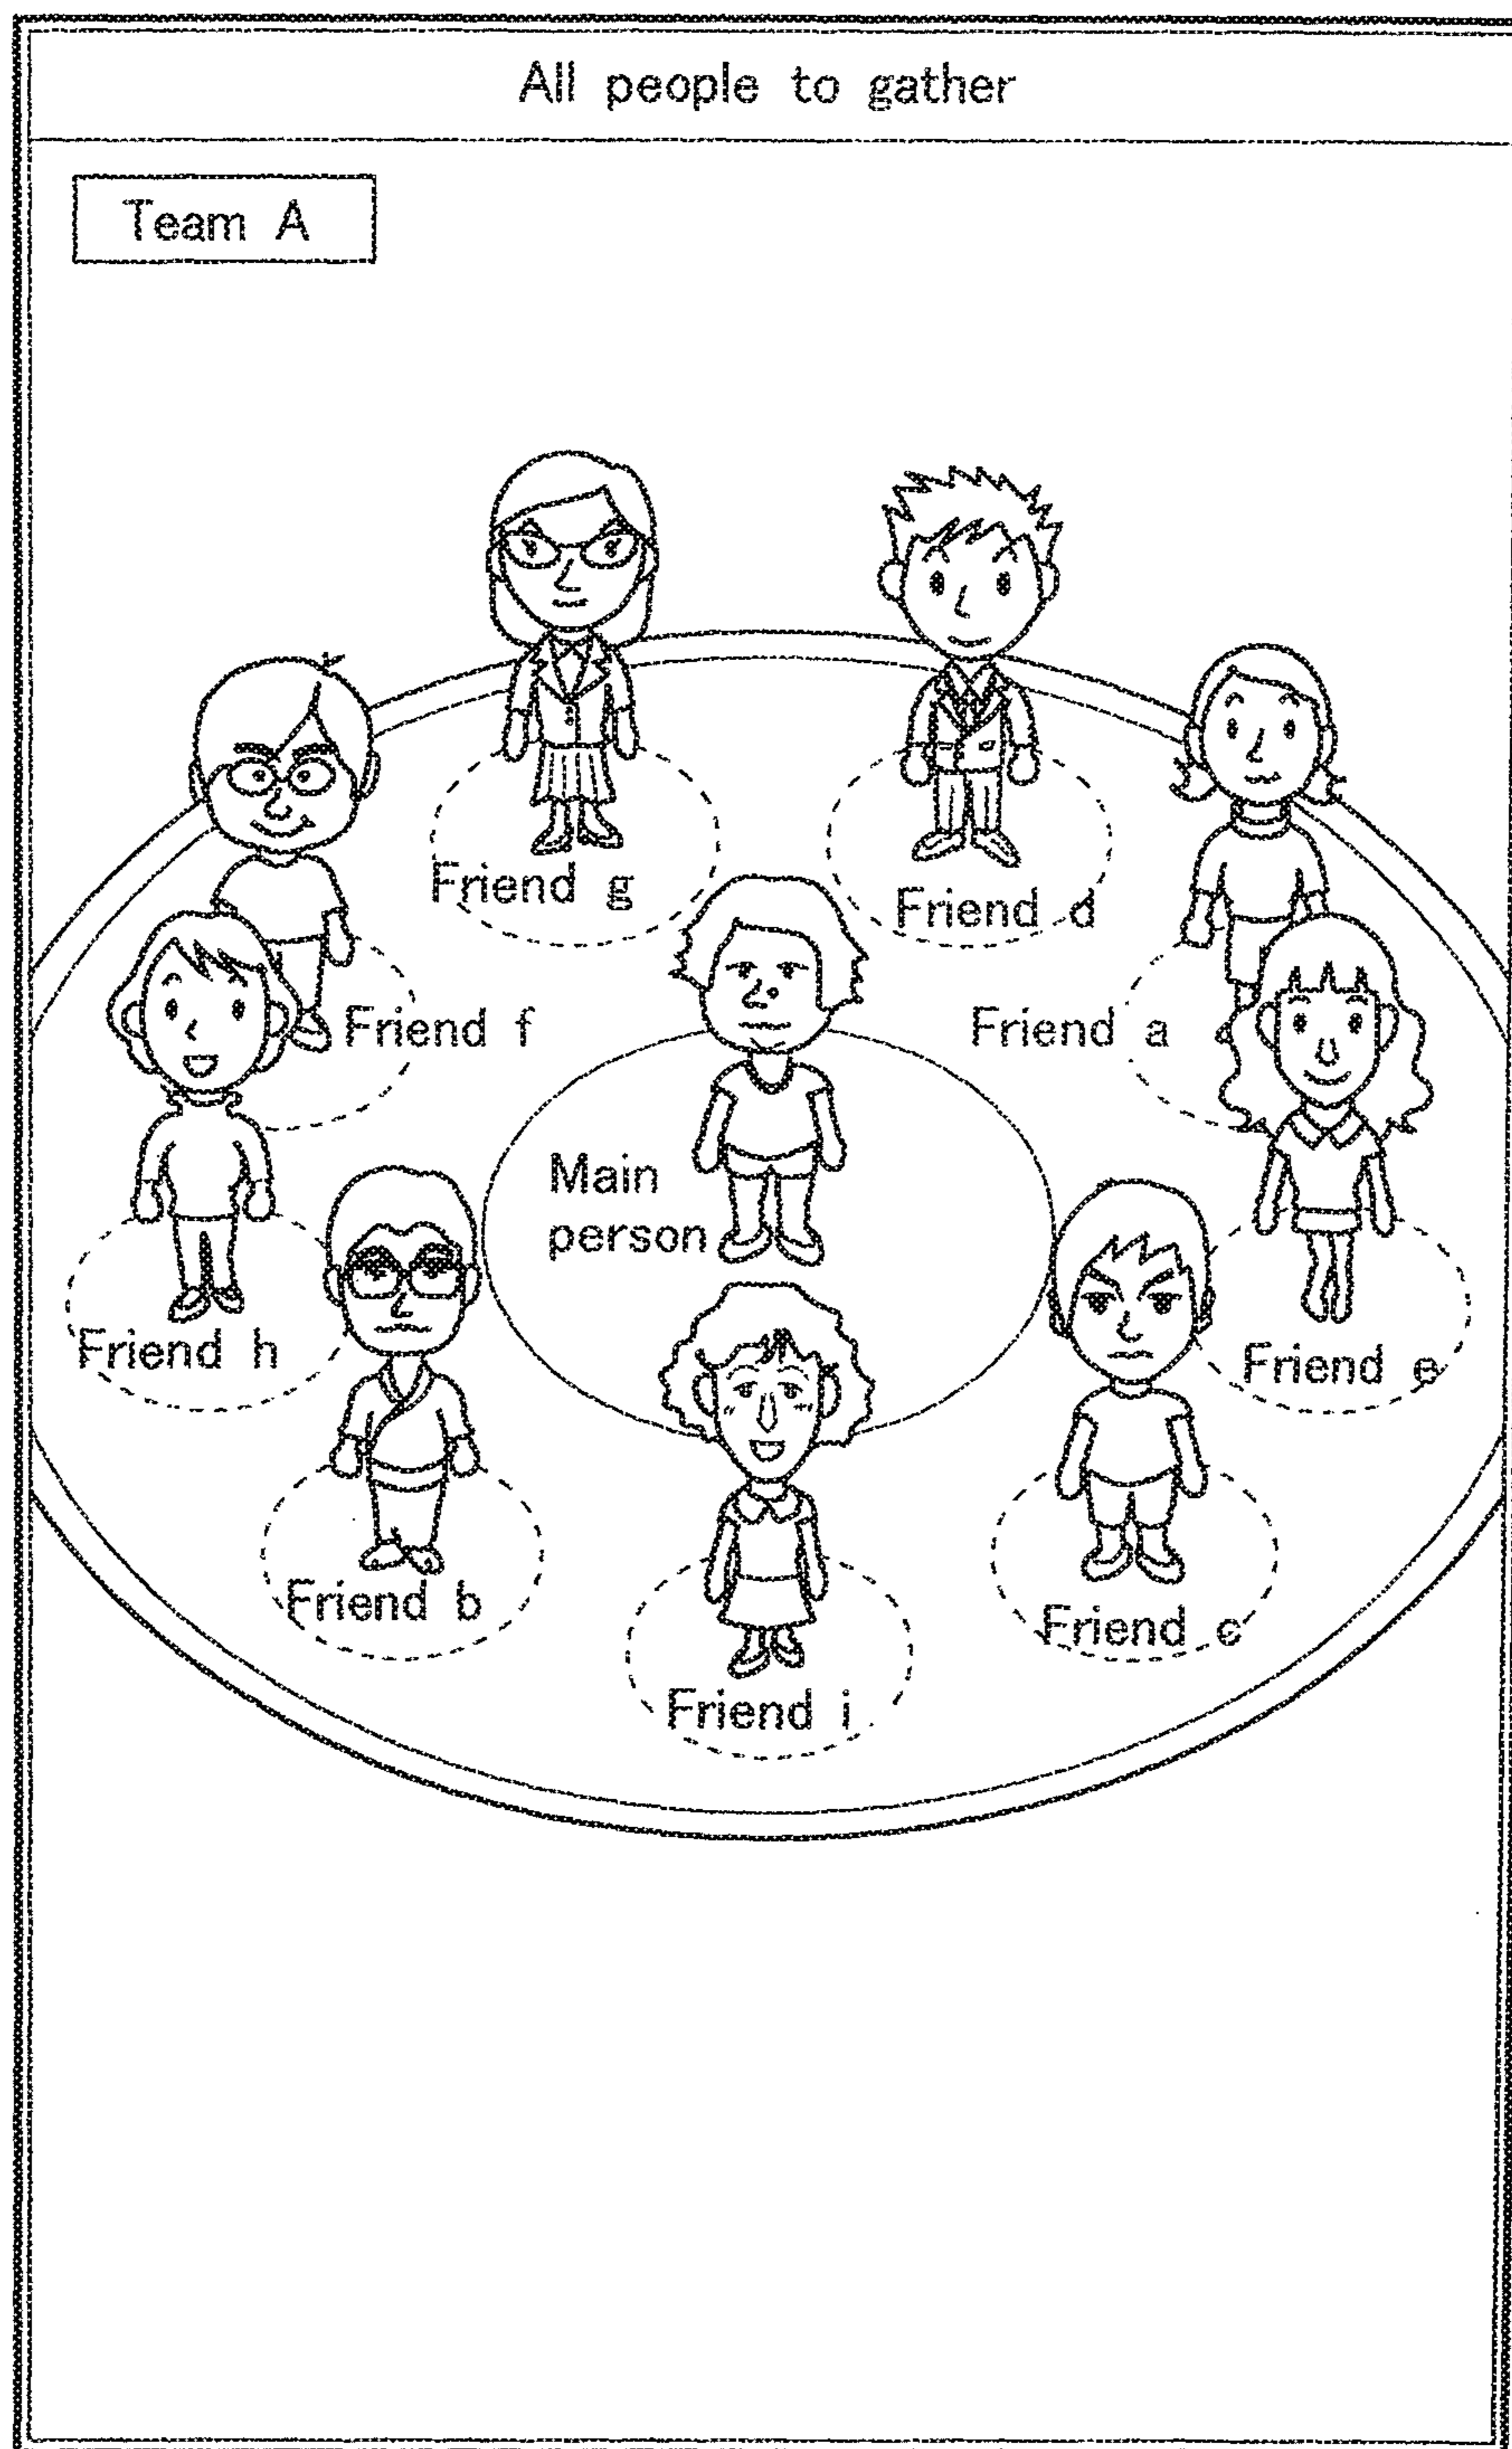 All people to gather
Team A
Friend g
Friend d
Friend f
Friend a
Main
person
Friend h
Friend e
Friend b
Friend c
Friend i